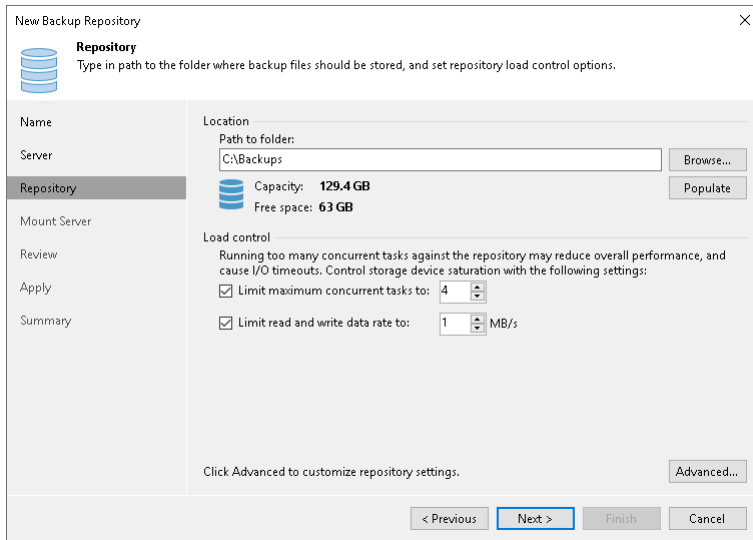 New Backup Repository
Repository
Type in path to the folder where backup files should be stored, and set repository load control options.
Name
Server
Repository
Mount Server
Review
Apply
Summary
Location
Path to folder:
C:\Backups
Browse...
Capacity: 129.4 GB
Populate
Free space: 63 GB
Load control
Running too many concurrent tasks against the repository may reduce overall performance, and
cause I/O timeouts. Control storage device saturation with the following settings:
Limit maximum concurrent tasks to: 4
Limit read and write data rate to: 1 MB/s
Click Advanced to customize repository settings.
Advanced...
< Previous
Next >
Finish
Cancel